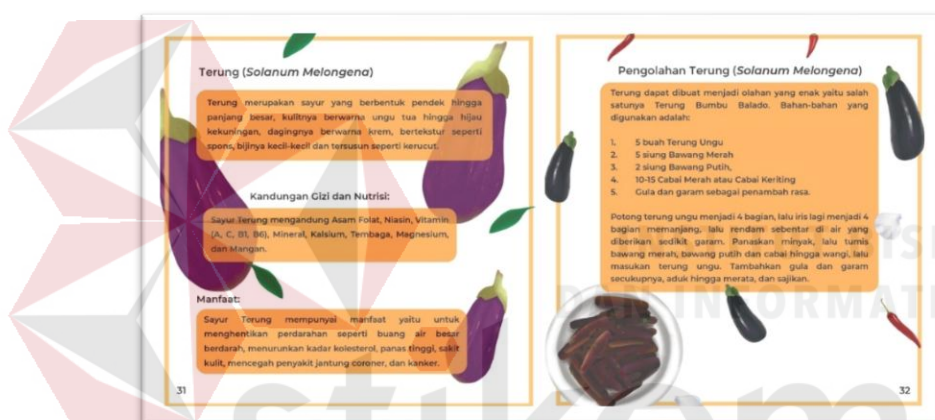 Terung (Solanum Melongena)
Terung merupakan sayur yang berbentuk pendek hingga
panjang besar, kulitnya berwarna ungu tua hingga hijau
kekuningan, dagingnya berwarna krem, bertekstur seperti
spons, bijinya kecil-kecil dan tersusun seperti kerucut.
Kandungan Gizi dan Nutrisi:
Sayur Terung mengandung Asam Folat, Niasin, Vitamin
(A, C, B1, B6), Mineral, Kalsium, Tembaga, Magnesium,
dan Mangan.
Manfaat:
Sayur Terung mempunyai manfaat yaitu untuk
menghentikan perdarahan seperti buang air besar
berdarah, menurunkan kadar kolesterol, panas tinggi, sakit
kulit, mencegah penyakit jantung coroner, dan kanker.
31
Pengolahan Terung (Solanum Melongena)
Terung dapat dibuat menjadi olahan yang enak yaitu salah
satunya Terung Bumbu Balado. Bahan-bahan yang
digunakan adalah:
1. 5 buah Terung Ungu
2. 5 siung Bawang Merah
3. 2 siung Bawang Putih,
4. 10-15 Cabai Merah atau Cabai Keriting
5. Gula dan garam sebagai penambah rasa.
Potong terung ungu menjadi 4 bagian, lalu iris lagi menjadi 4
bagian memanjang, lalu rendam sebentar di air yang
diberikan sedikit garam. Panaskan minyak, lalu tumis
bawang merah, bawang putih dan cabai hingga wangi, lalu
masukan terung ungu. Tambahkan gula dan garam
secukupnya, aduk hingga merata, dan sajikan.
32